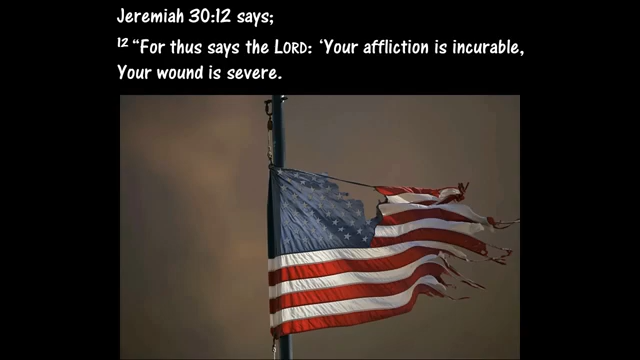 Jeremiah 30:12 says;
12 “For thus says the LORD: ‘Your affliction is incurable,
Your wound is severe.